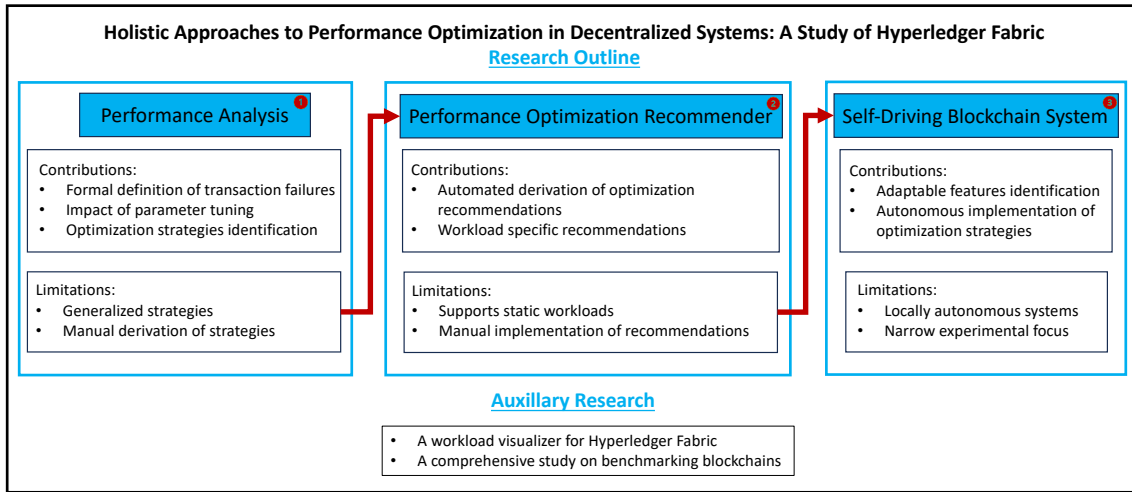 Holistic Approaches to Performance Optimization in Decentralized Systems: A Study of Hyperledger Fabric
Research Outline
1
Performance Analysis
Contributions:
• Formal definition of transaction failures
• Impact of parameter tuning
• Optimization strategies identification
Limitations:
• Generalized strategies
• Manual derivation of strategies
2
Performance Optimization Recommender
Contributions:
• Automated derivation of optimization
recommendations
• Workload specific recommendations
Limitations:
• Supports static workloads
• Manual implementation of recommendations
3
Self-Driving Blockchain System
Contributions:
• Adaptable features identification
• Autonomous implementation of
optimization strategies
Limitations:
• Locally autonomous systems
• Narrow experimental focus
Auxillary Research
• A workload visualizer for Hyperledger Fabric
• A comprehensive study on benchmarking blockchains